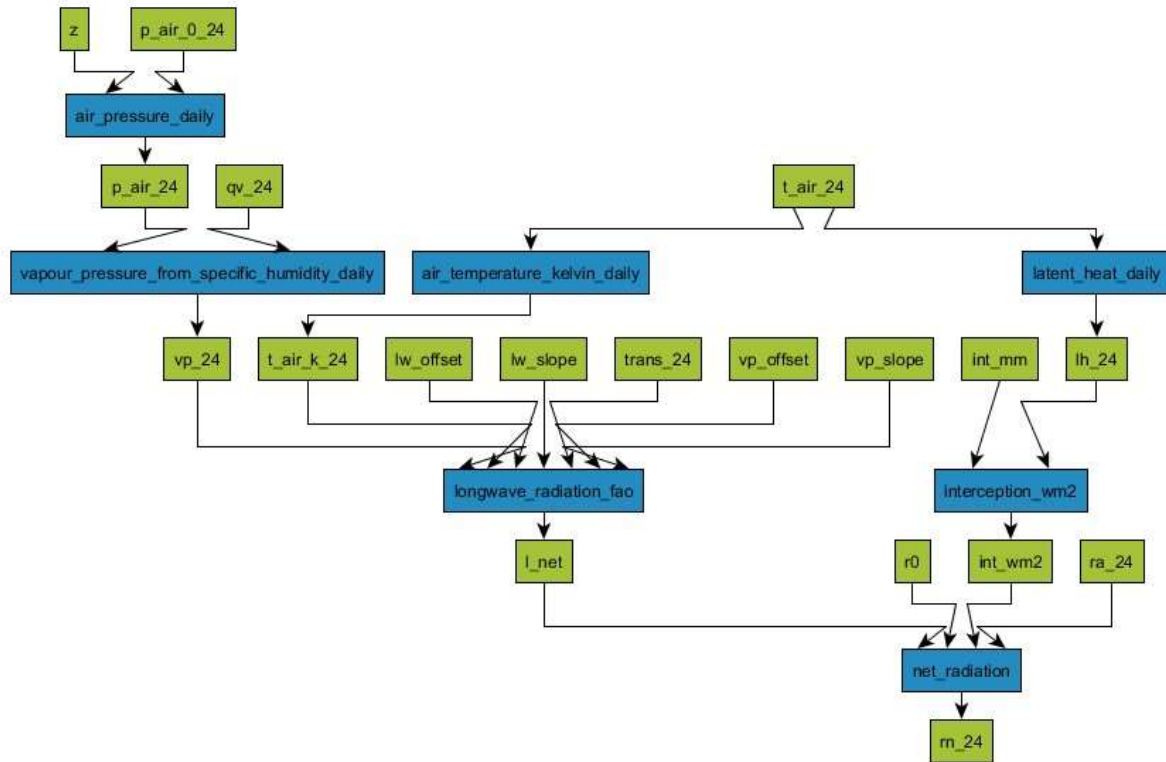 z
p_air_0_24
air_pressure_daily
p_air_24
qv_24
t_air_24
vapour_pressure_from_specific_humidity_daily
air_temperature_kelvin_daily
latent_heat_daily
vp_24
t_air_k_24
lw_offset
lw_slope
trans_24
vp_offset
vp_slope
int_mm
lh_24
longwave_radiation_fao
interception_wm2
l_net
r0
int_wm2
ra_24
net_radiation
rn_24